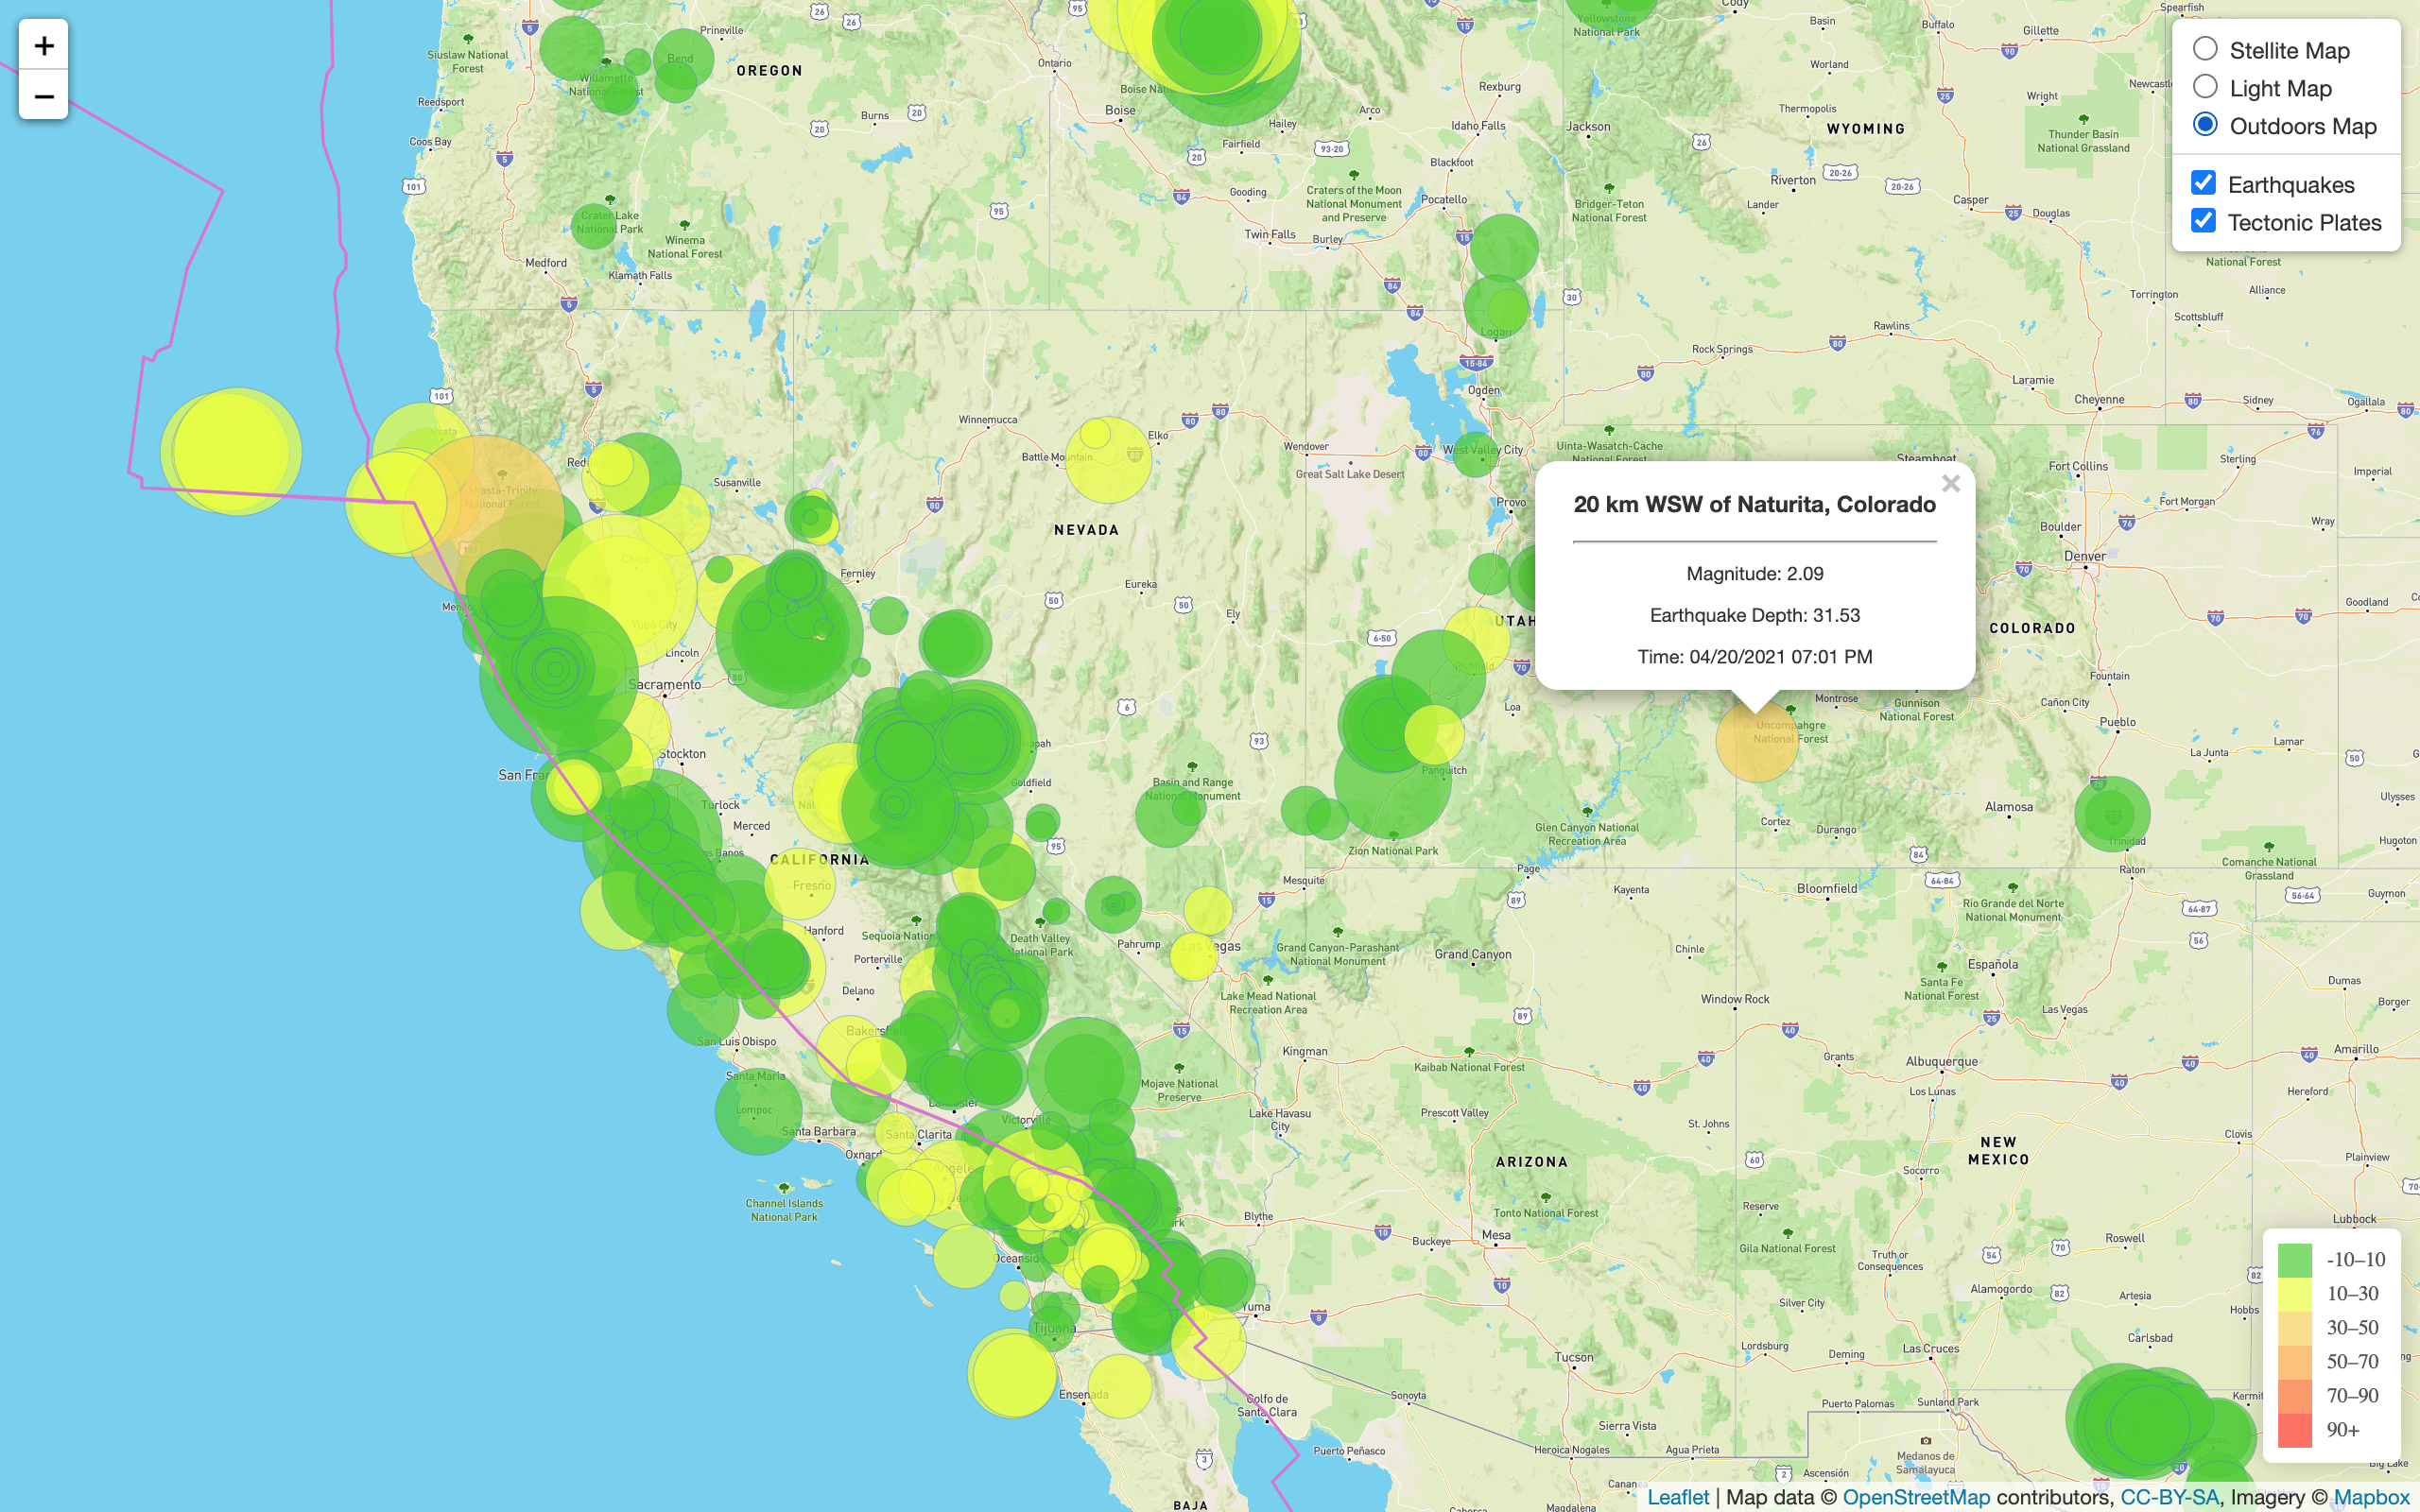 +
−
Stellite Map
Light Map
Outdoors Map
Earthquakes
Tectonic Plates
20 km WSW of Naturita, Colorado
×
Magnitude: 2.09
Earthquake Depth: 31.53
Time: 04/20/2021 07:01 PM
OREGON
WYOMING
NEVADA
UTAH
COLORADO
CALIFORNIA
ARIZONA
NEW
MEXICO
BAJA
Siuslaw National
Forest
Reedsport
Coos Bay
Prineville
Bend
Willamette
National Forest
Burns
Crater Lake
National Park
Winema
National Forest
Medford
Klamath Falls
Ontario
Boise
Fairfield
Hailey
Arco
Rexburg
Idaho Falls
Blackfoot
Pocatello
Gooding
Twin Falls
Burley
Craters of the Moon
National Monument
and Preserve
Yellowstone
National Park
Cody
Basin
Buffalo
Gillette
Spearfish
Worland
Wright
Thermopolis
Jackson
Riverton
Lander
Casper
Douglas
Thunder Basin
National Grassland
Bridger-Teton
National Forest
National Forest
Torrington
Alliance
Scottsbluff
Rawlins
Rock Springs
Laramie
Cheyenne
Sidney
Ogallala
Logan
Ogden
West Valley City
Provo
Uinta-Wasatch-Cache
National Forest
Wendover
Great Salt Lake Desert
Winnemucca
Battle Mountain
Elko
Susanville
Fernley
Eureka
Ely
Lincoln
Sacramento
Yuba City
Chico
Stockton
Turlock
Merced
Fresno
Hanford
Porterville
Delano
Goldfield
Basin and Range
National Monument
Death Valley
National Park
Pahrump
Las Vegas
Mesquite
Zion National Park
Panguitch
Richfield
Loa
Page
Kayenta
Glen Canyon National
Recreation Area
Grand Canyon-Parashant
National Monument
Grand Canyon
Lake Mead National
Recreation Area
Kingman
Mojave National
Preserve
Lake Havasu
City
Kaibab National Forest
Prescott Valley
Chinle
Window Rock
St. Johns
Steamboat
Fort Collins
Sterling
Imperial
Fort Morgan
Wray
Boulder
Denver
Goodland
Fountain
Cañon City
Pueblo
La Junta
Lamar
Montrose
Gunnison
National Forest
Uncompahgre
National Forest
Alamosa
Cortez
Durango
Trinidad
Raton
Ulysses
Hugoton
Guymon
Comanche National
Grassland
Bloomfield
Rio Grande del Norte
National Monument
Española
Santa Fe
National Forest
Las Vegas
Dumas
Borger
Amarillo
Hereford
Grants
Albuquerque
Los Lunas
Clovis
Plainview
Socorro
Lubbock
Roswell
Artesia
Hobbs
Carlsbad
Alamogordo
Truth or
Consequences
Gila National Forest
Reserve
Silver City
Lordsburg
Deming
Las Cruces
Sunland Park
Puerto Palomas
Medanos de
Samalayuca
Ascensión
San Luis Obispo
Santa Maria
Lompoc
Santa Barbara
Santa Clarita
Oxnard
Victorville
Channel Islands
National Park
Tijuana
Ensenada
Yuma
Blythe
Buckeye
Mesa
Tonto National Forest
Tucson
Sonoyta
Golfo de
Santa Clara
Puerto Peñasco
Sierra Vista
Heroica Nogales
Agua Prieta
Magdalena
-10–10
10–30
30–50
50–70
70–90
90+
Leaflet | Map data © OpenStreetMap contributors, CC-BY-SA, Imagery © Mapbox